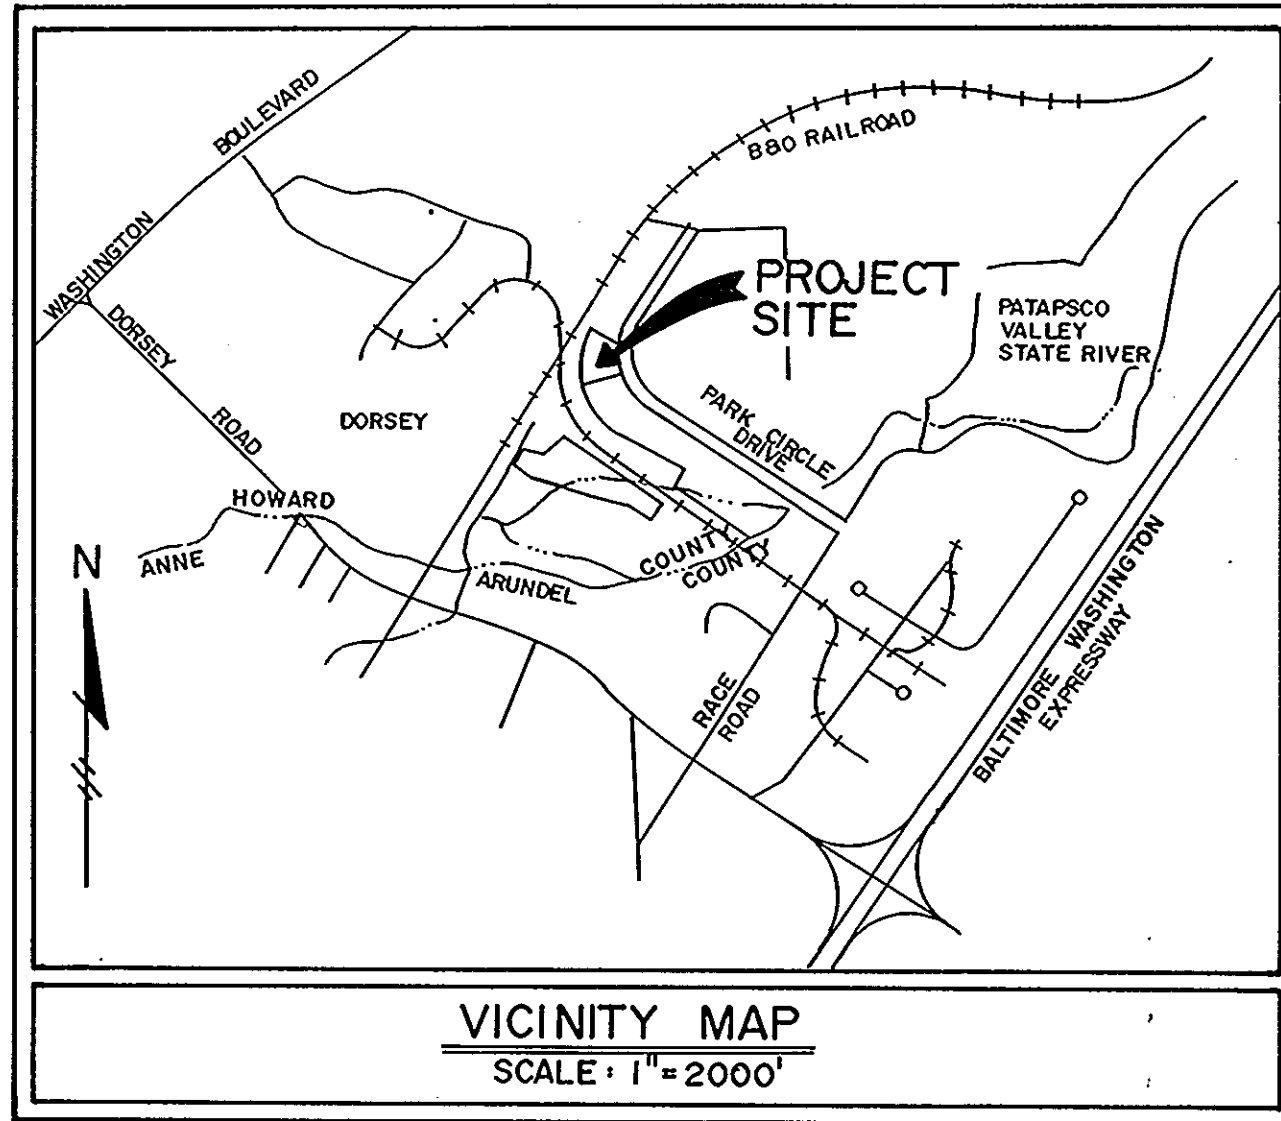 WASHINGTON BOULEVARD
B&O RAILROAD
PROJECT
SITE
PATAPSCO
VALLEY
STATE RIVER
DORSEY ROAD
DORSEY
PARK CIRCLE
DRIVE
HOWARD COUNTY
ANNE ARUNDEL COUNTY
N
RACE
ROAD
BALTIMORE WASHINGTON
EXPRESSWAY
VICINITY MAP
SCALE: 1"=2000'